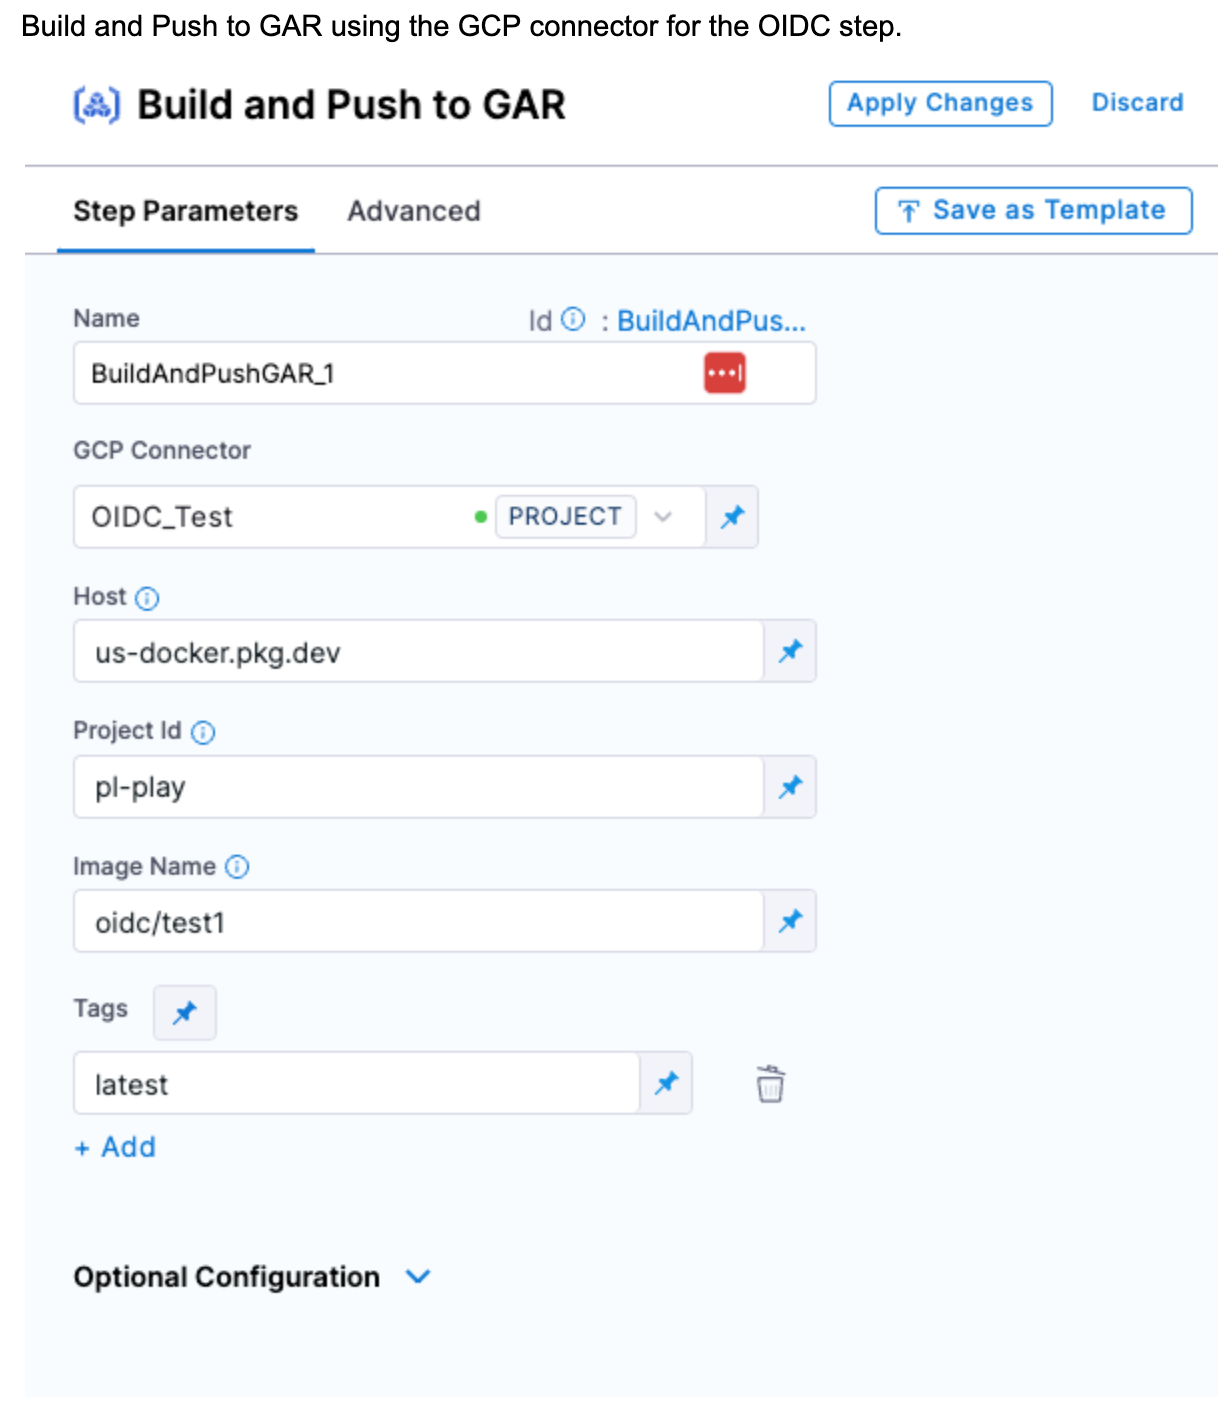 Build and Push to GAR using the GCP connector for the OIDC step.
Build and Push to GAR
Apply Changes
Discard
Step Parameters
Advanced
Save as Template
Name
Id : BuildAndPus...
BuildAndPushGAR_1
GCP Connector
OIDC_Test
PROJECT
Host
us-docker.pkg.dev
Project Id
pl-play
Image Name
oidc/test1
Tags
latest
+ Add
Optional Configuration